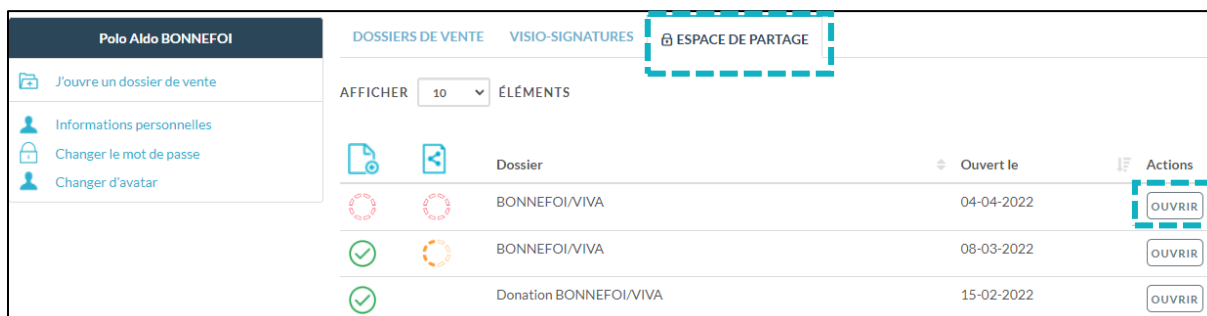 Polo Aldo BONNEFOI
J'ouvre un dossier de vente
Informations personnelles
Changer le mot de passe
Changer d'avatar
DOSSIERS DE VENTE VISIO-SIGNATURES ESPACE DE PARTAGE
AFFICHER 10 ÉLÉMENTS
Dossier Ouvert le Actions
BONNEFOI/VIVA 04-04-2022 OUVRIR
BONNEFOI/VIVA 08-03-2022 OUVRIR
Donation BONNEFOI/VIVA 15-02-2022 OUVRIR